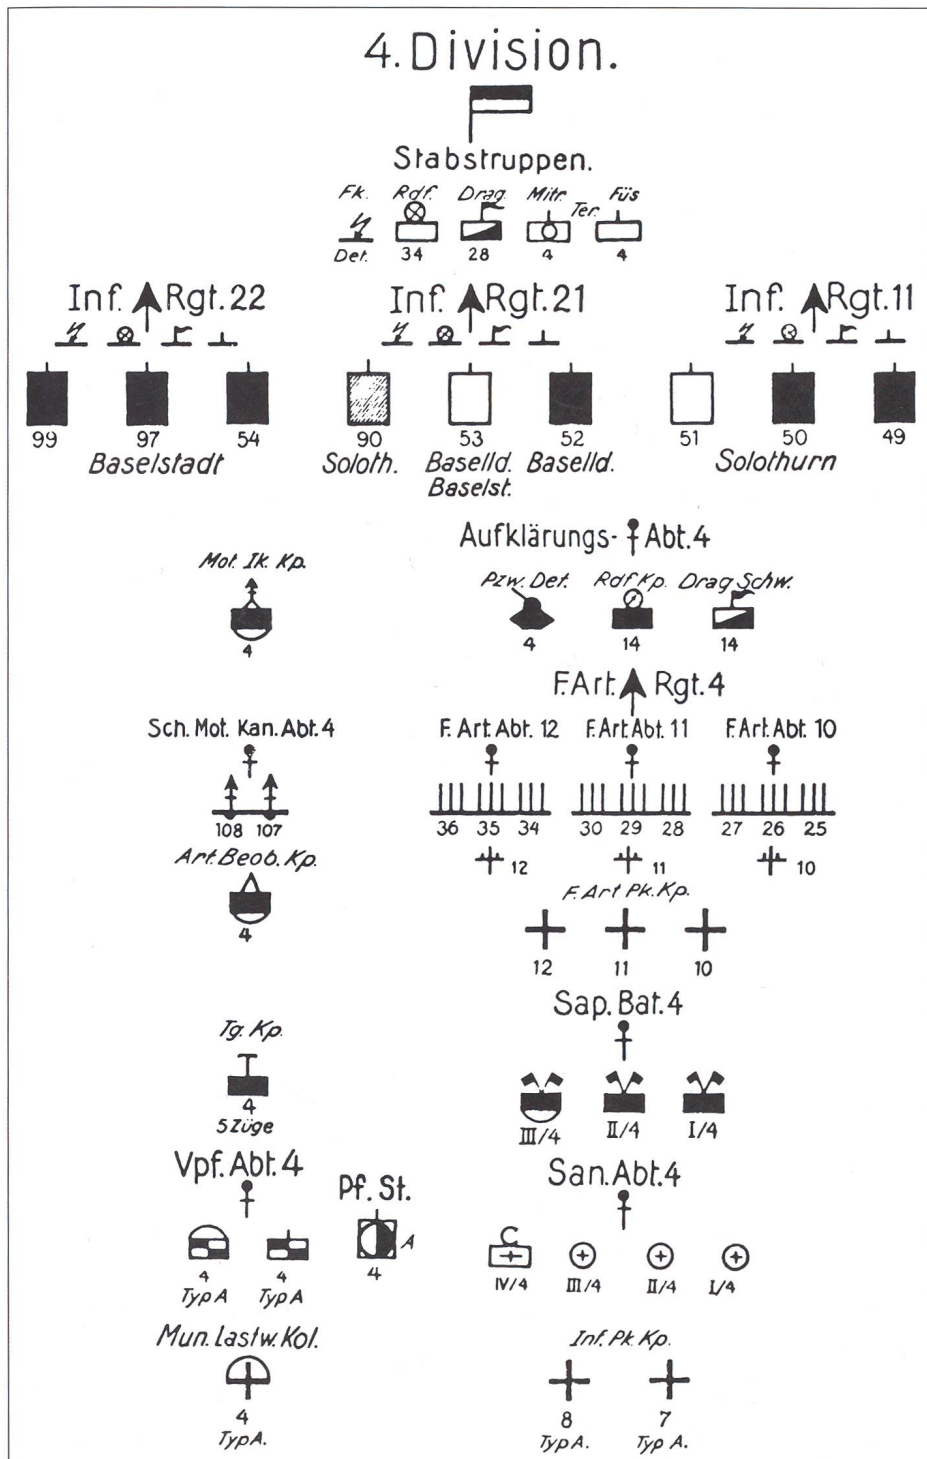 4. Division.
Stabstruppen.
Fk. Rdf. Drag. Mitr. Ter. Füs
Det. 34 28 4 4
Inf. Rgt. 22 Inf. Rgt. 21 Inf. Rgt. 11
99 97 54 90 53 52 51 50 49
Baselstadt Soloth. Baselld. Baselld. Solothurn
Baselst.
Aufklärungs- Abt. 4
Mot. Ik. Kp. Pzw. Det. Rdf Kp. Drag Schw.
4 4 14 14
F. Art. Rgt. 4
Sch. Mot. Kan. Abt. 4 F. Art Abt. 12 F. Art Abt. 11 F. Art Abt. 10
108 107 36 35 34 30 29 28 27 26 25
Art. Beob. Kp. 12 11 10
4 F. Art Pk. Kp.
12 11 10
Sap. Bat. 4
Tg. Kp.
4
5 Züge III/4 II/4 I/4
Vpf. Abt. 4 Pf. St. San. Abt. 4
A
4 4 4 IV/4 III/4 II/4 I/4
Typ A Typ A
Mun. Lastw. Kol. Inf. Pk. Kp.
4 8 7
Typ A. Typ A. Typ A.